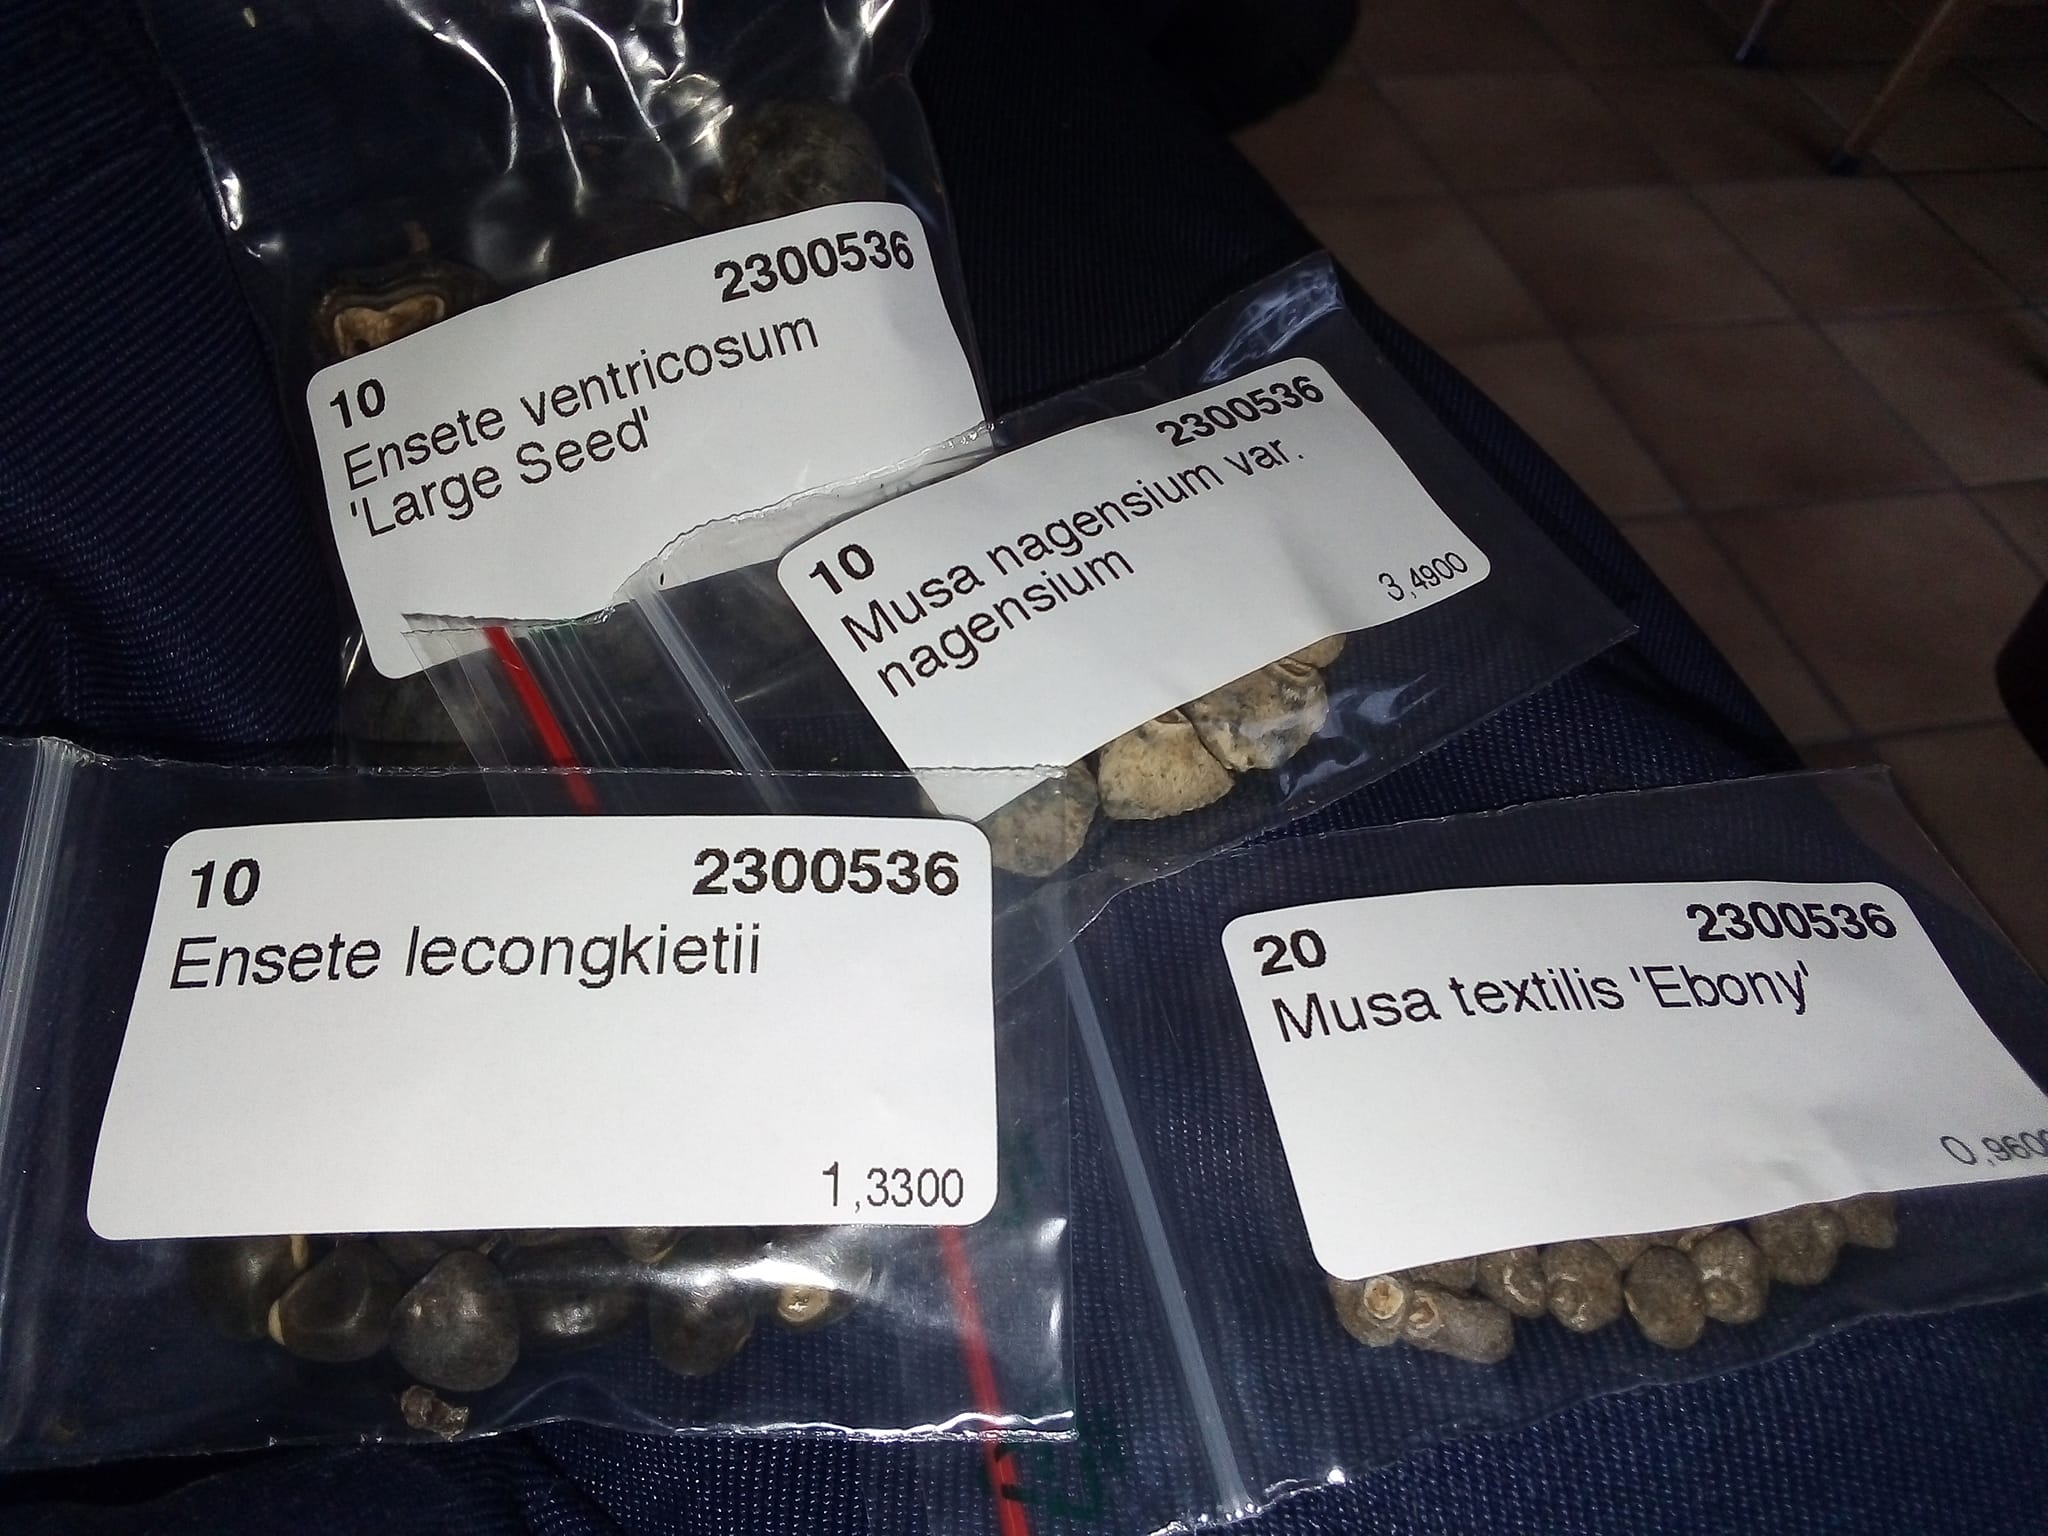 10 2300536
Ensete ventricosum
'Large Seed'
10 2300536
Musa nagensium var.
nagensium
3,4900
10 2300536
Ensete lecongkietii
1,3300
20 2300536
Musa textilis 'Ebony'